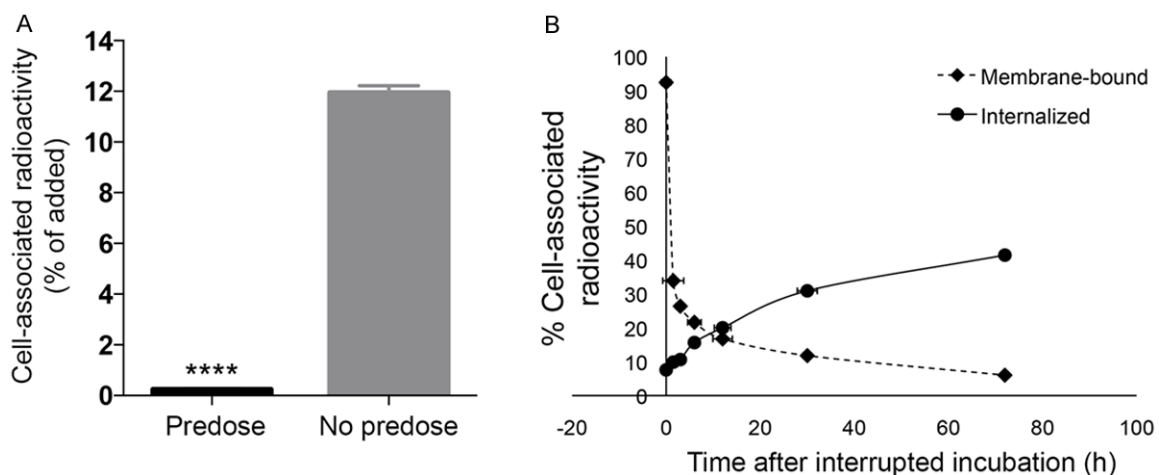 A
Cell-associated radioactivity
(% of added)
14
12
10
8
6
4
2
0
****
Predose
No predose
B
% Cell-associated
radioactivity
100
90
80
70
60
50
40
30
20
10
0
Membrane-bound
Internalized
-20
0
20
40
60
80
100
Time after interrupted incubation (h)